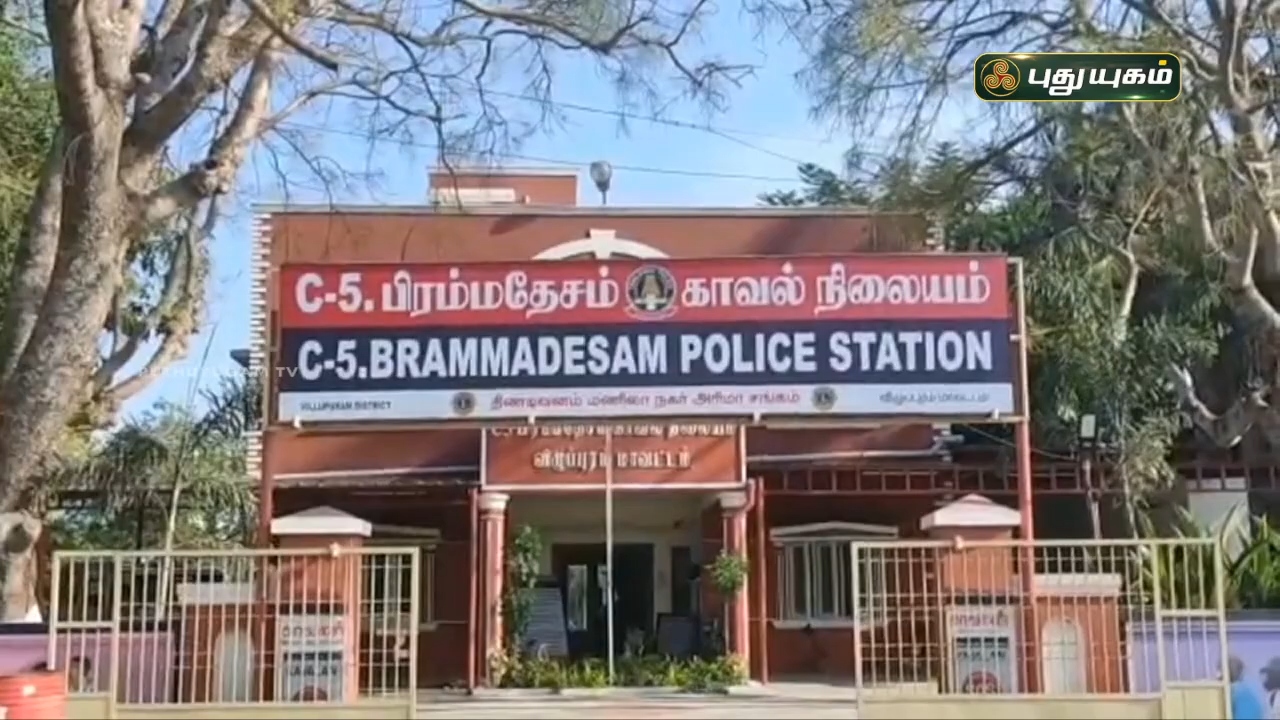 புதுயுகம்
C-5. பிரம்மதேசம் காவல் நிலையம்
C-5.BRAMMADESAM POLICE STATION
VILLUPURAM DISTRICT திண்டிவனம் மணிலா நகர் அரிமா சங்கம் விழுப்புரம் மாவட்டம்
விழுப்புரம் மாவட்டம்
காவலர்